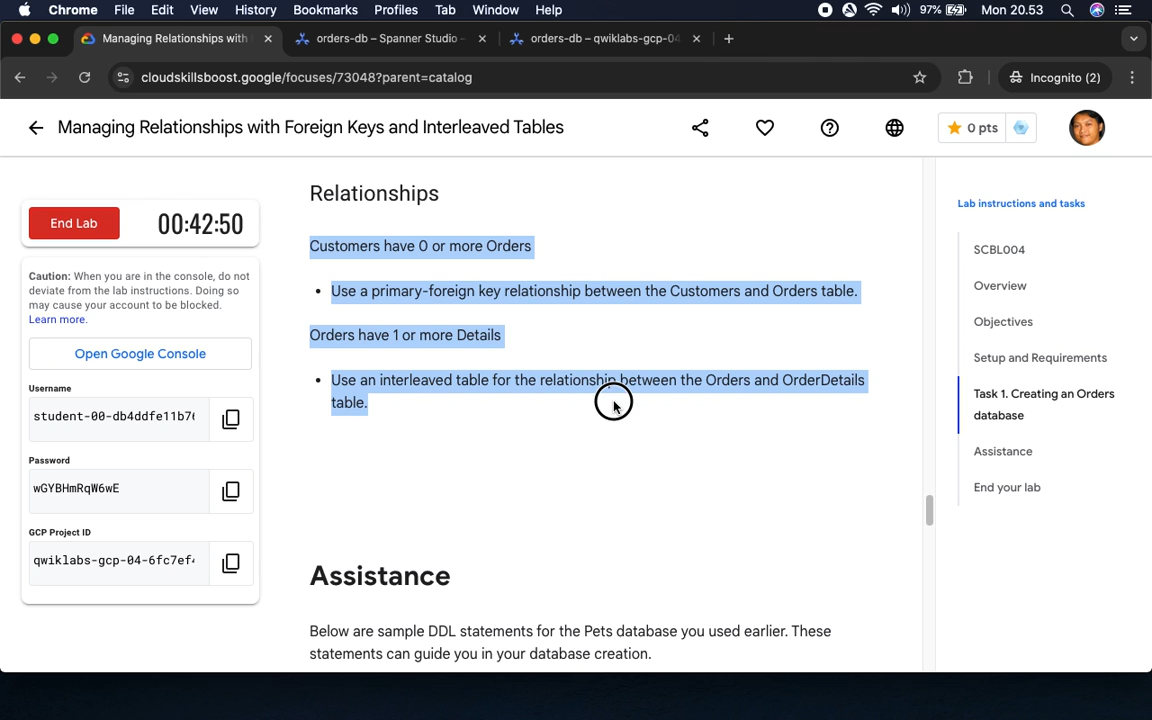 Chrome File Edit View History Bookmarks Profiles Tab Window Help 97% Mon 20.53
Managing Relationships with orders-db – Spanner Studio – orders-db – qwiklabs-gcp-04
cloudskillsboost.google/focuses/73048?parent=catalog Incognito (2)
Managing Relationships with Foreign Keys and Interleaved Tables 0 pts
End Lab 00:42:50
Caution: When you are in the console, do not
deviate from the lab instructions. Doing so
may cause your account to be blocked.
Learn more.
Open Google Console
Username
student-00-db4ddfe11b76
Password
wGYBHmRqW6wE
GCP Project ID
qwiklabs-gcp-04-6fc7ef4
Relationships
Customers have 0 or more Orders
• Use a primary-foreign key relationship between the Customers and Orders table.
Orders have 1 or more Details
• Use an interleaved table for the relationship between the Orders and OrderDetails
table.
Assistance
Below are sample DDL statements for the Pets database you used earlier. These
statements can guide you in your database creation.
Lab instructions and tasks
SCBL004
Overview
Objectives
Setup and Requirements
Task 1. Creating an Orders
database
Assistance
End your lab